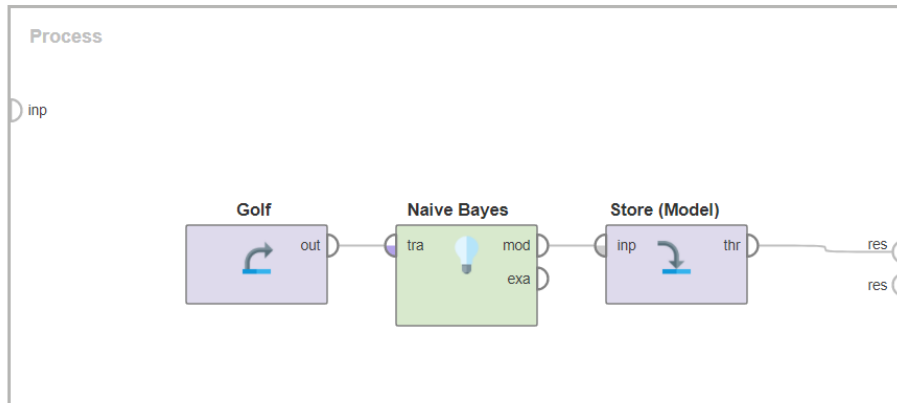 Process
inp
Golf
Naive Bayes
Store (Model)
out
tra
mod
inp
thr
res
exa
res